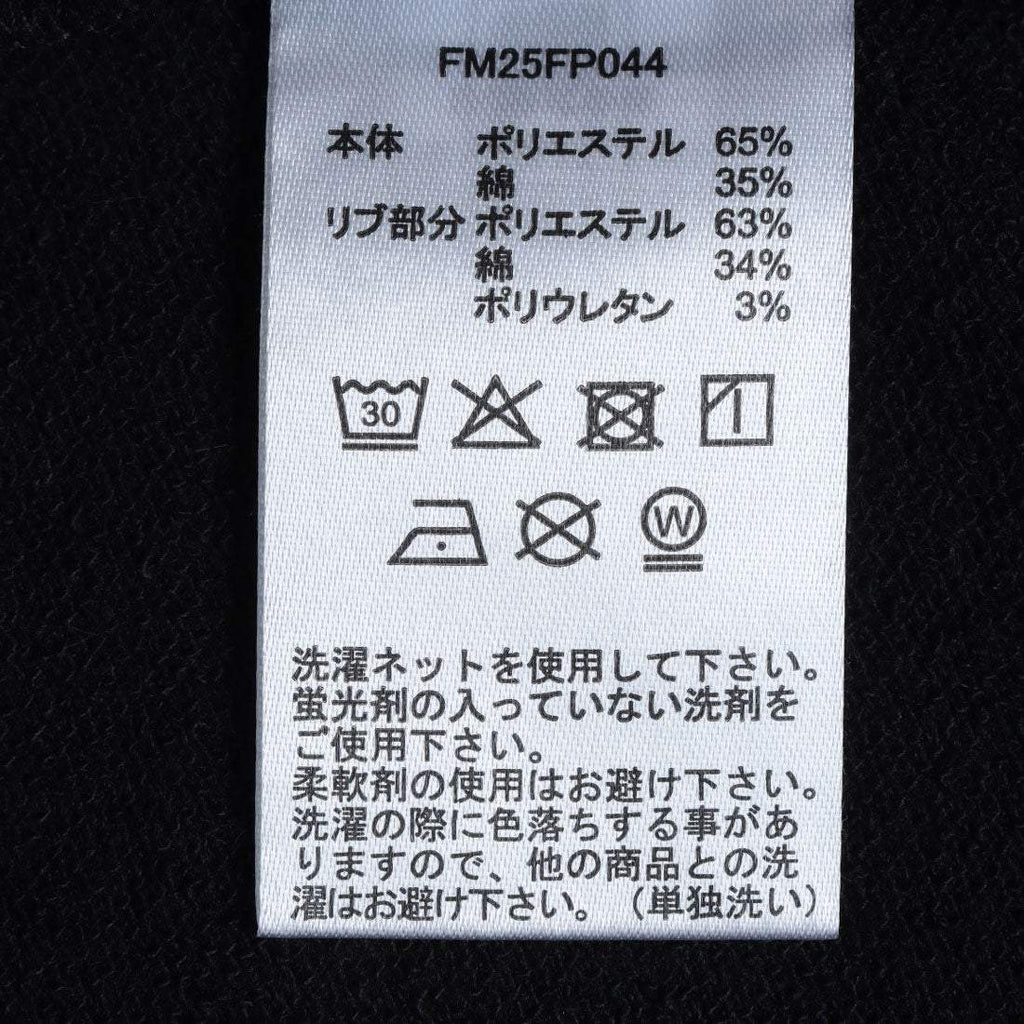 FM25FP044
本体 ポリエステル 65%
綿 35%
リブ部分 ポリエステル 63%
綿 34%
ポリウレタン 3%
30
W
洗濯ネットを使用して下さい。
蛍光剤の入っていない洗剤を
ご使用下さい。
柔軟剤の使用はお避け下さい。
洗濯の際に色落ちする事があ
りますので、他の商品との洗
濯はお避け下さい。（単独洗い）